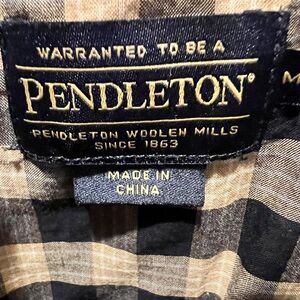 WARRANTED TO BE A
PENDLETON®
PENDLETON WOOLEN MILLS
SINCE 1863
M
MADE IN
CHINA